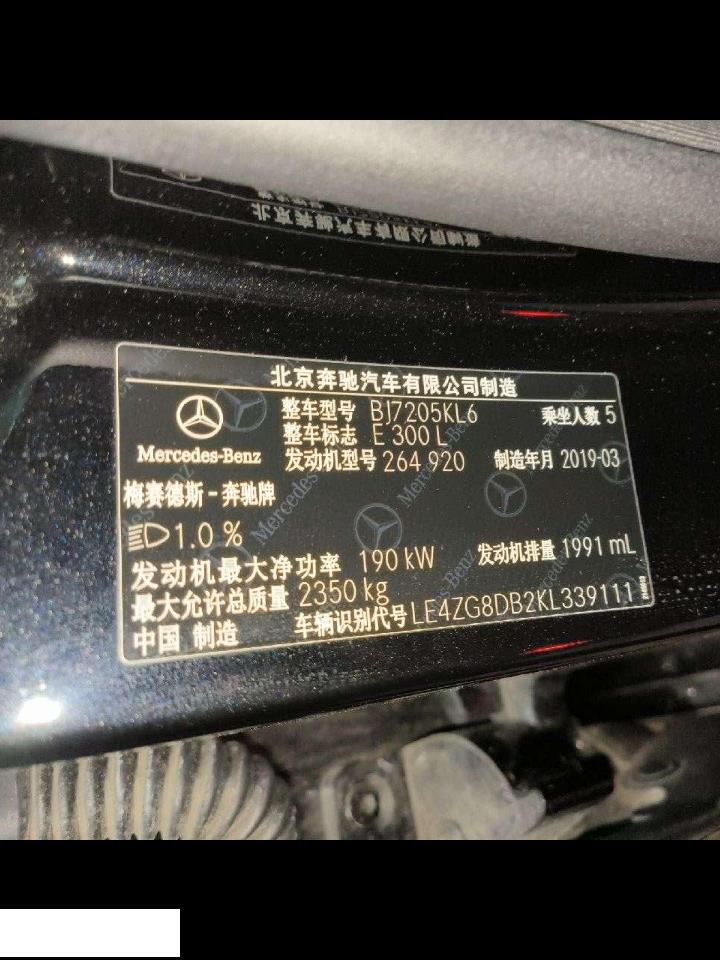 北京奔驰汽车有限公司制造
整车型号 BJ7205KL6 乘坐人数 5
整车标志 E 300 L
Mercedes-Benz
发动机型号 264 920 制造年月 2019-03
梅赛德斯-奔驰牌
1.0 %
发动机最大净功率 190 kW 发动机排量 1991 mL
最大允许总质量 2350 kg
中国 制造 车辆识别代号 LE4ZG8DB2KL339111